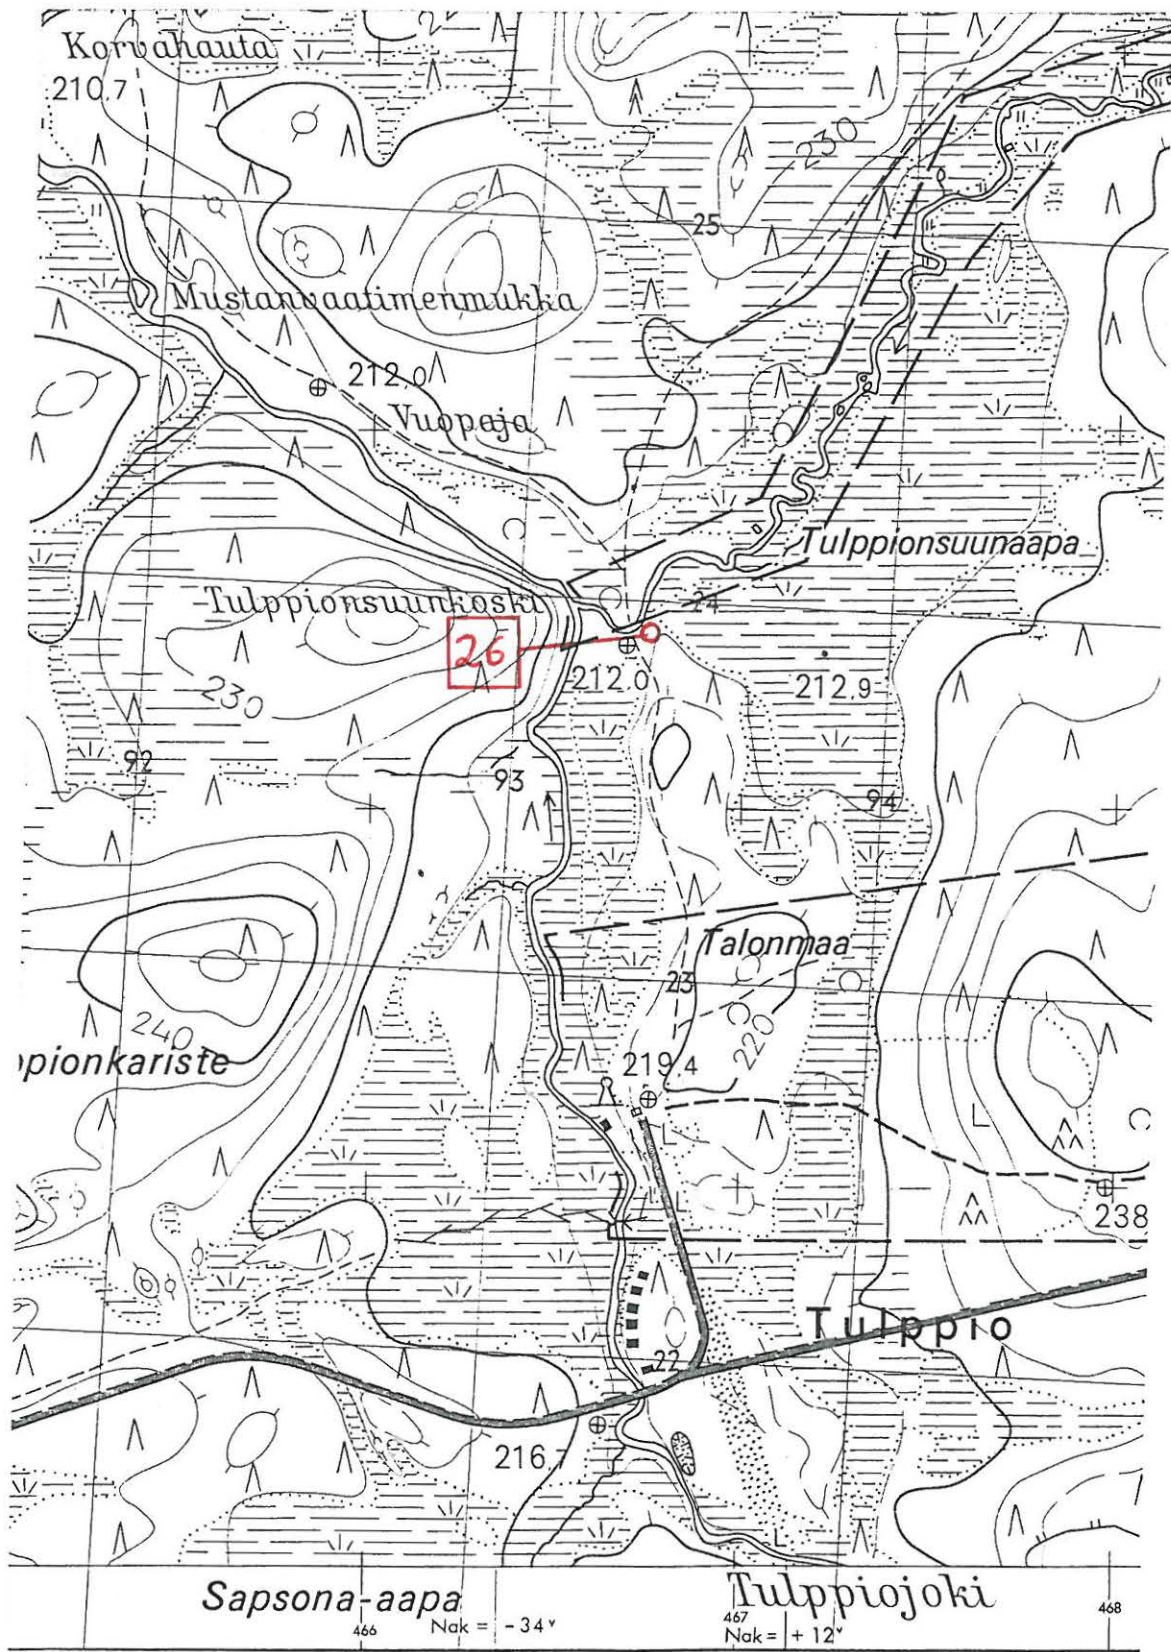 Korvahauta
210.7
230
25
Mustanvaatimenmukka
212.0
Vuopaja
Tulppionsuunaapa
Tulppionsuunkoski
24
26
212.0
212.9
230
92
93
94
Talonmaa
23
240
220
ppionkariste
219.4
238
Tulppio
22
216.7
Sapsona-aapa
Tulppiojoki
466
Nak = -34ᵛ
467
Nak = +12ᵛ
468